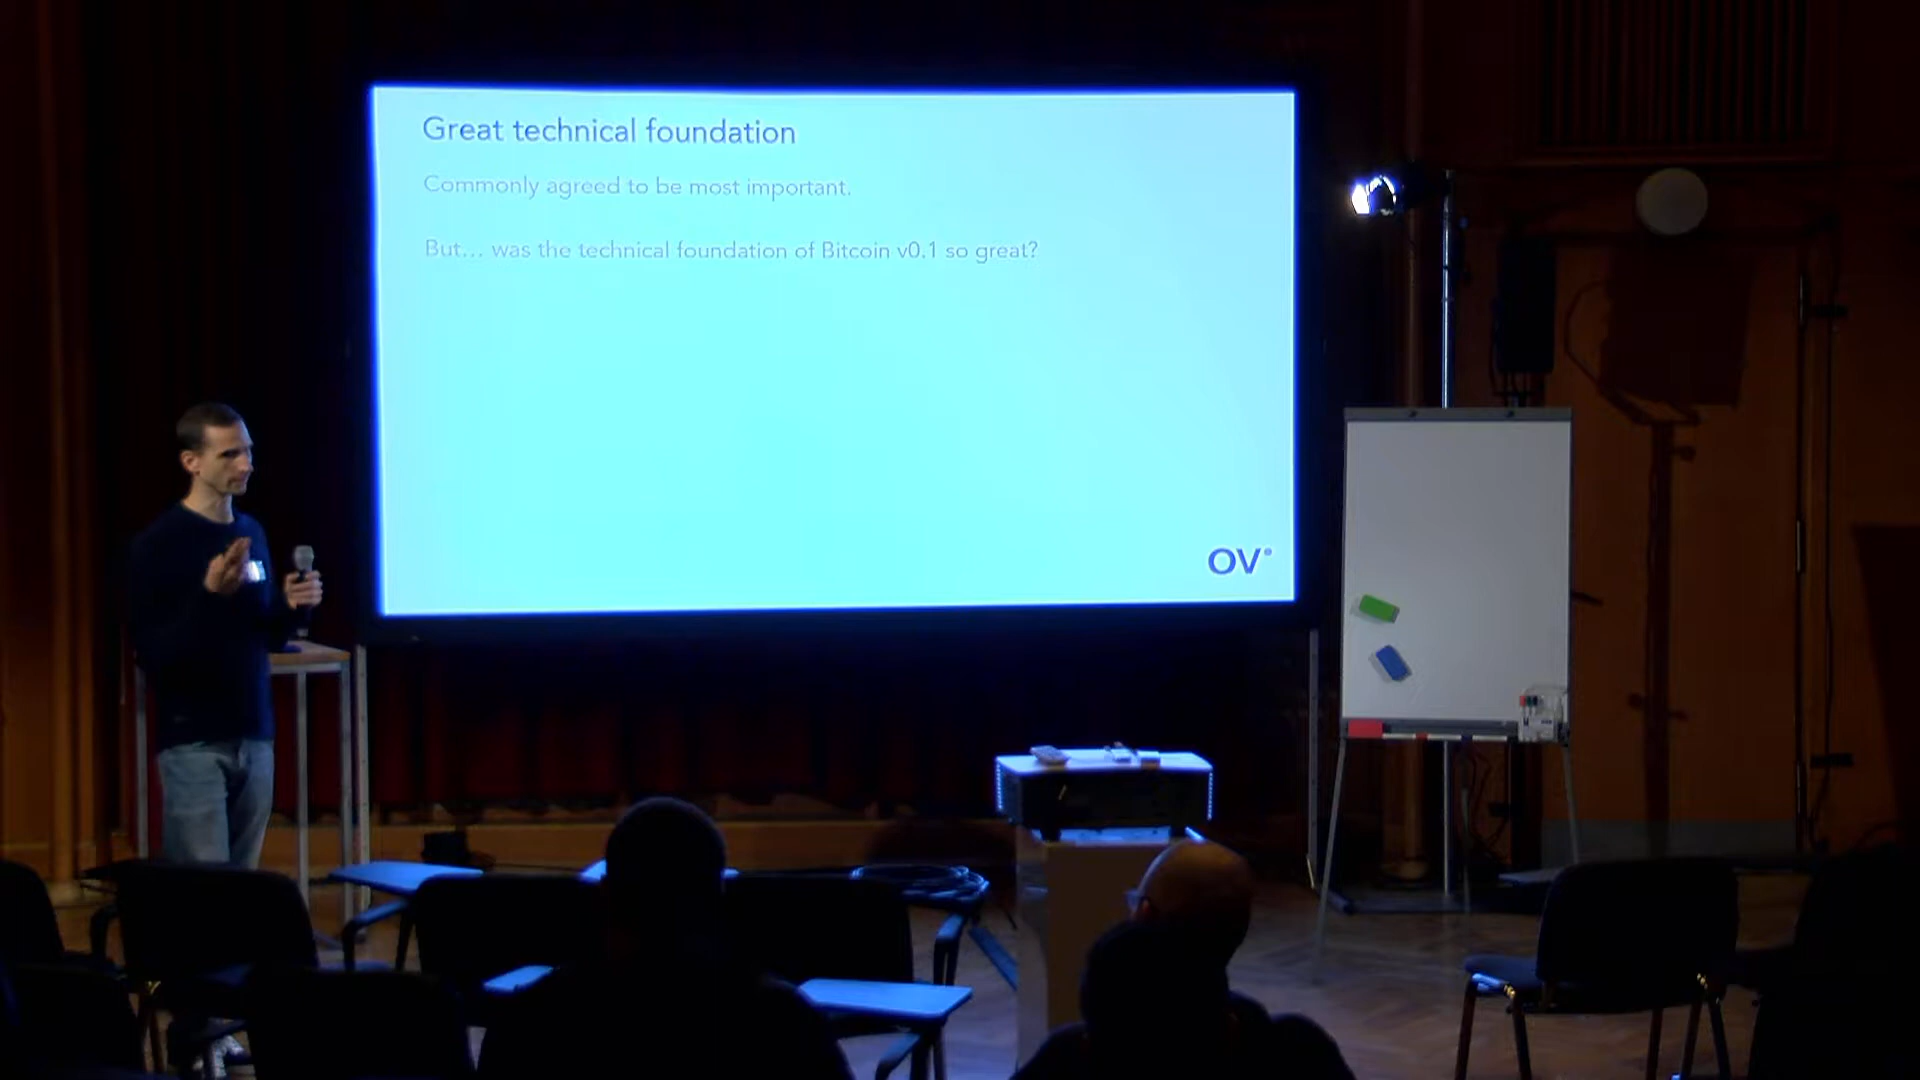 Great technical foundation
Commonly agreed to be most important.
But... was the technical foundation of Bitcoin v0.1 so great?
OV°